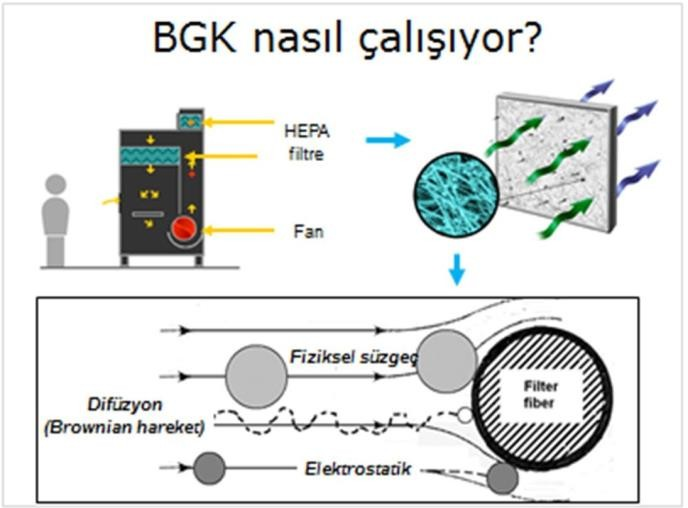 BGK nasıl çalışıyor?
HEPA
filtre
Fan
Fiziksel süzgeç
Difüzyon
(Brownian hareket)
Filter
fiber
Elektrostatik